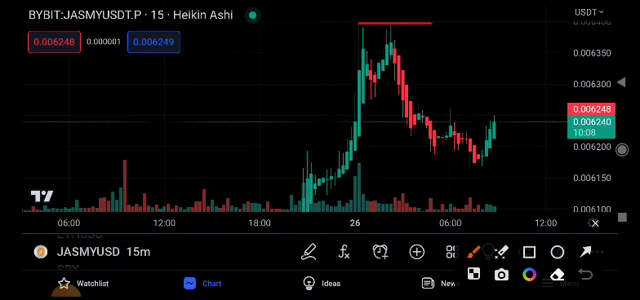 BYBIT:JASMYUSDT.P · 15 · Heikin Ashi
USDT
0.006248
0.000001
0.006249
0.006400
0.006350
0.006300
0.006248
0.006240
10:08
0.006200
0.006150
0.006100
06:00
12:00
18:00
26
06:00
12:00
JASMYUSD 15m
Watchlist
Chart
Ideas
News
Menu